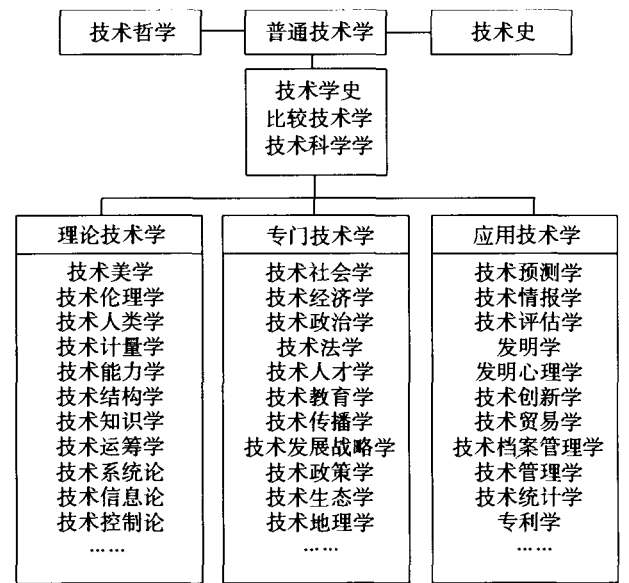 技术哲学 普通技术学 技术史
技术学史
比较技术学
技术科学学
理论技术学
技术美学
技术伦理学
技术人类学
技术计量学
技术能力学
技术结构学
技术知识学
技术运筹学
技术系统论
技术信息论
技术控制论
……
专门技术学
技术社会学
技术经济学
技术政治学
技术法学
技术人才学
技术教育学
技术传播学
技术发展战略学
技术政策学
技术生态学
技术地理学
……
应用技术学
技术预测学
技术情报学
技术评估学
发明学
发明心理学
技术创新学
技术贸易学
技术档案管理学
技术管理学
技术统计学
专利学
……